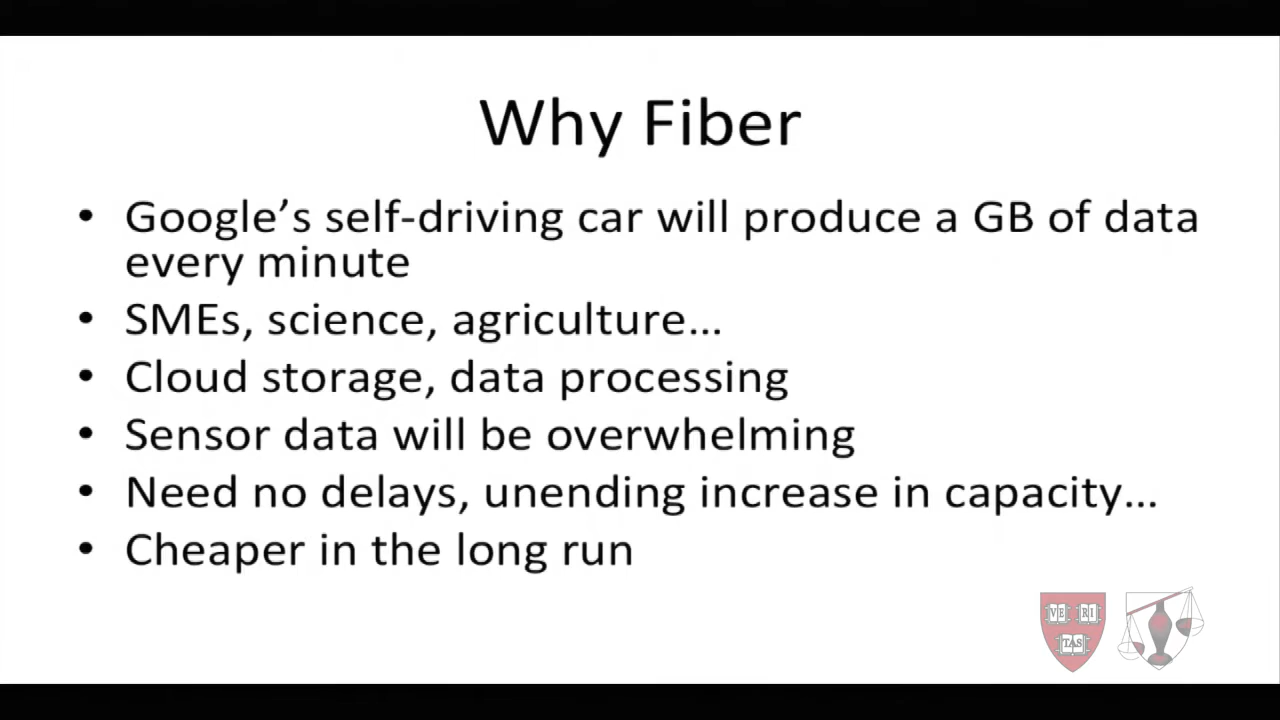 Why Fiber
• Google’s self-driving car will produce a GB of data
every minute
• SMEs, science, agriculture…
• Cloud storage, data processing
• Sensor data will be overwhelming
• Need no delays, unending increase in capacity…
• Cheaper in the long run
VE RI
TAS